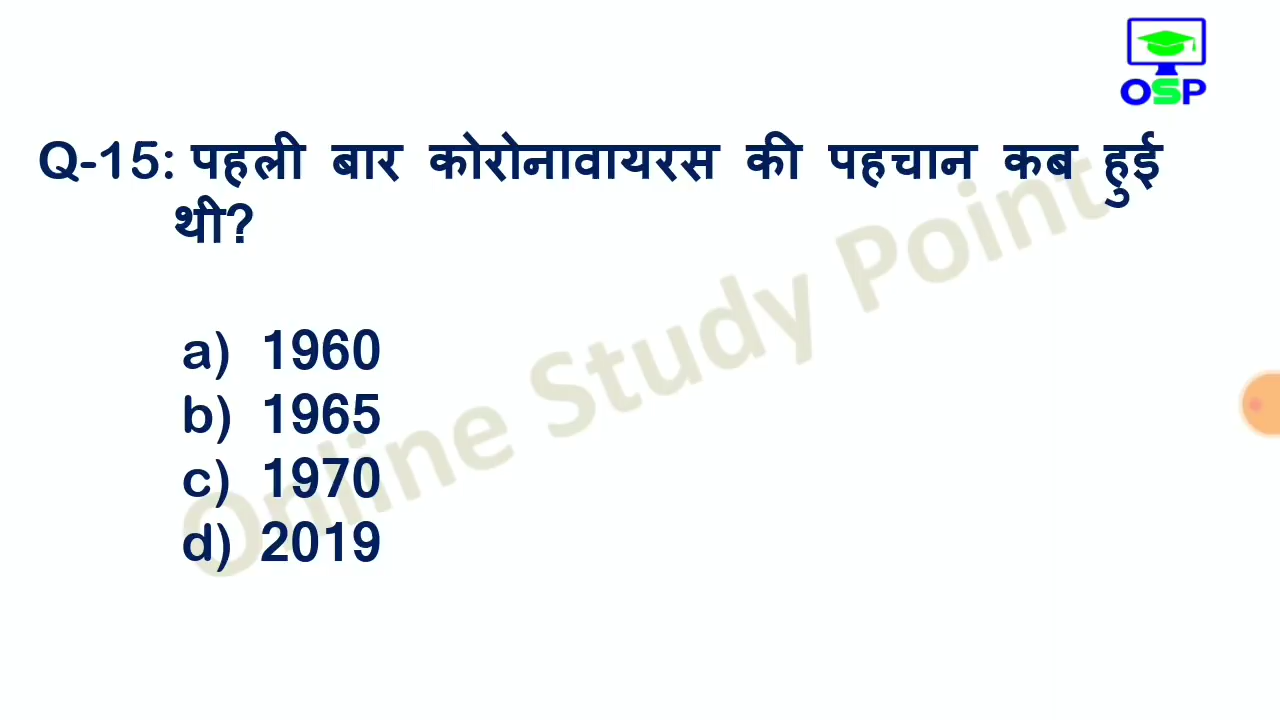 OSP
Q-15: पहली बार कोरोनावायरस की पहचान कब हुई
थी?
a) 1960
b) 1965
c) 1970
d) 2019
Online Study Point